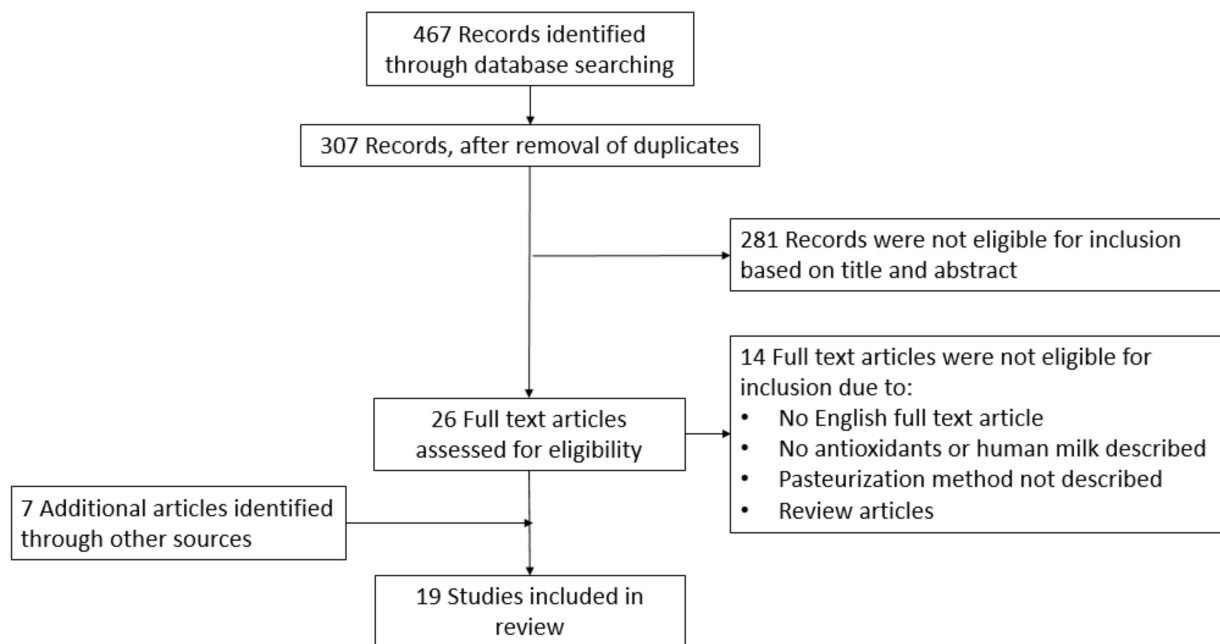 467 Records identified
through database searching
307 Records, after removal of duplicates
281 Records were not eligible for inclusion
based on title and abstract
14 Full text articles were not eligible for
inclusion due to:
• No English full text article
• No antioxidants or human milk described
• Pasteurization method not described
• Review articles
26 Full text articles
assessed for eligibility
7 Additional articles identified
through other sources
19 Studies included in
review